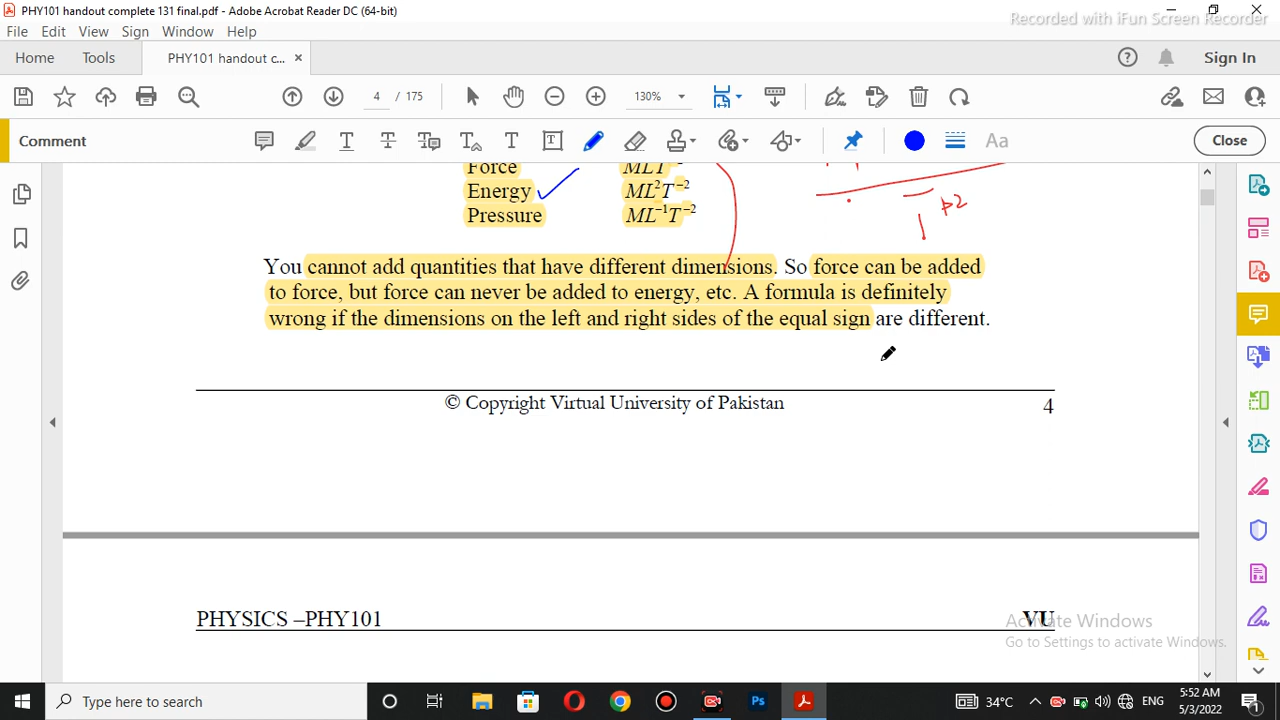 PHY101 handout complete 131 final.pdf - Adobe Acrobat Reader DC (64-bit)
Recorded with iFun Screen Recorder
File Edit View Sign Window Help
Home Tools PHY101 handout c... × Sign In
4 / 175 130%
Comment Close
Force MLT⁻²
Energy ML²T⁻²
Pressure ML⁻¹T⁻²
p2
You cannot add quantities that have different dimensions. So force can be added
to force, but force can never be added to energy, etc. A formula is definitely
wrong if the dimensions on the left and right sides of the equal sign are different.
© Copyright Virtual University of Pakistan 4
PHYSICS –PHY101 VU
Activate Windows
Go to Settings to activate Windows.
Type here to search
34°C ENG 5:52 AM
5/3/2022